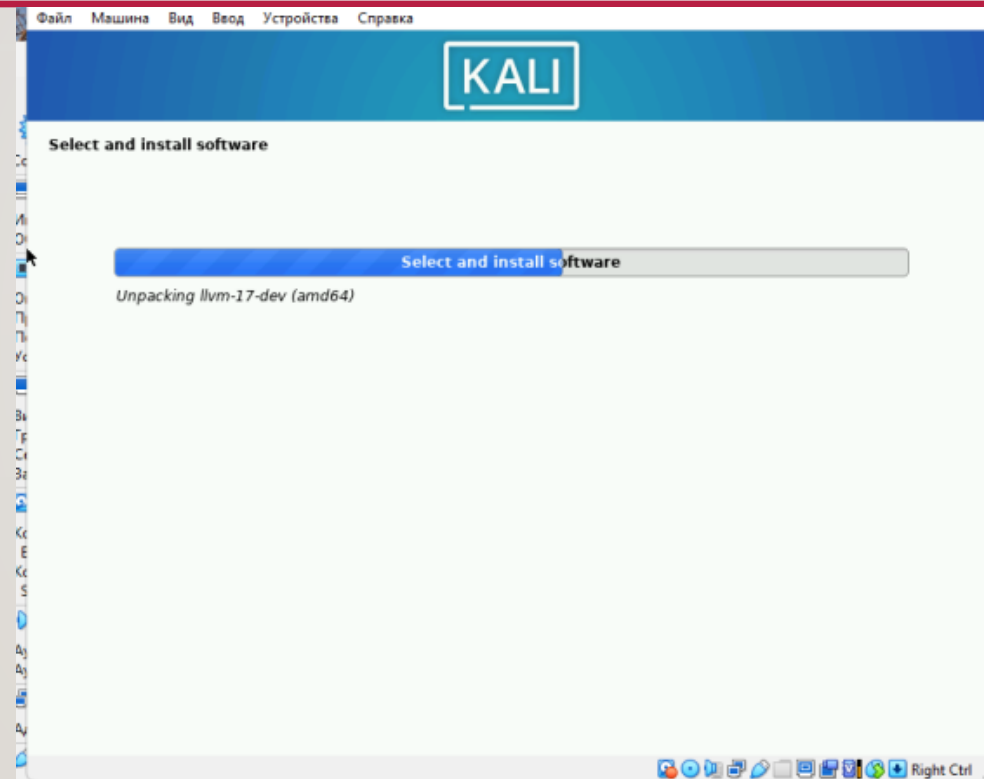 Файл Машина Вид Ввод Устройства Справка
KALI
Select and install software
Select and install software
Unpacking llvm-17-dev (amd64)
Right Ctrl